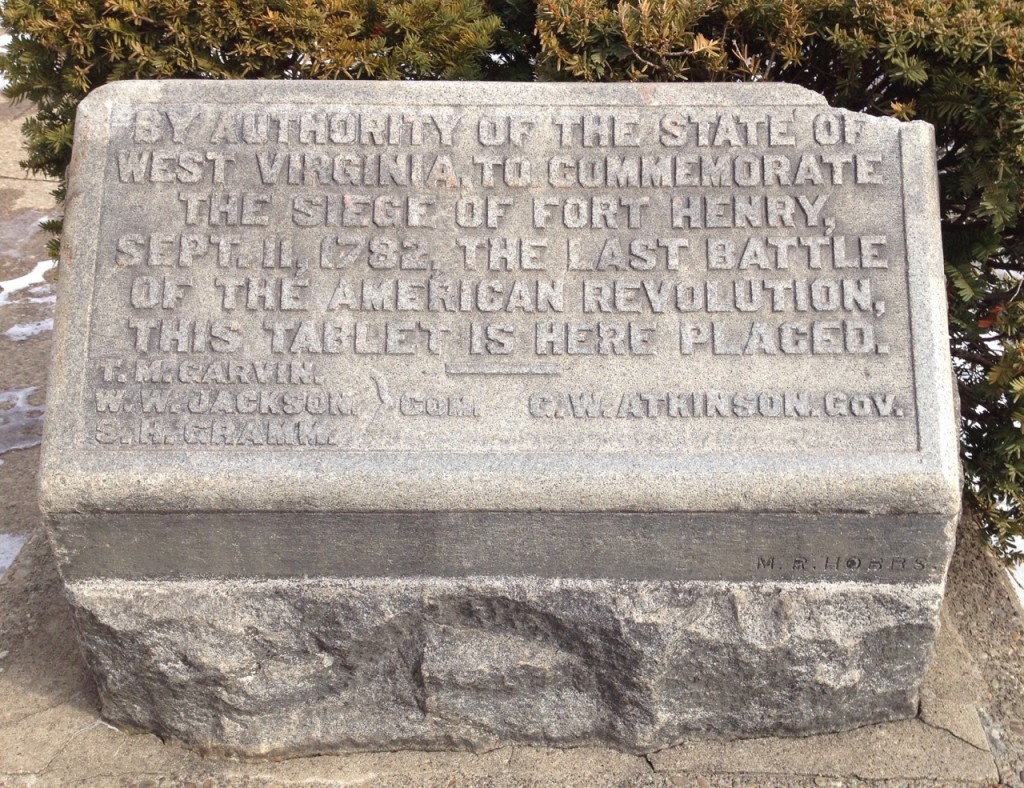 BY AUTHORITY OF THE STATE OF
WEST VIRGINIA, TO COMMEMORATE
THE SIEGE OF FORT HENRY,
SEPT. 11, 1782, THE LAST BATTLE
OF THE AMERICAN REVOLUTION,
THIS TABLET IS HERE PLACED.
T. M. GARVIN.
W. W. JACKSON. } COM. G. W. ATKINSON. GOV.
S. H. GRAMM.
M. R. HOBBS.